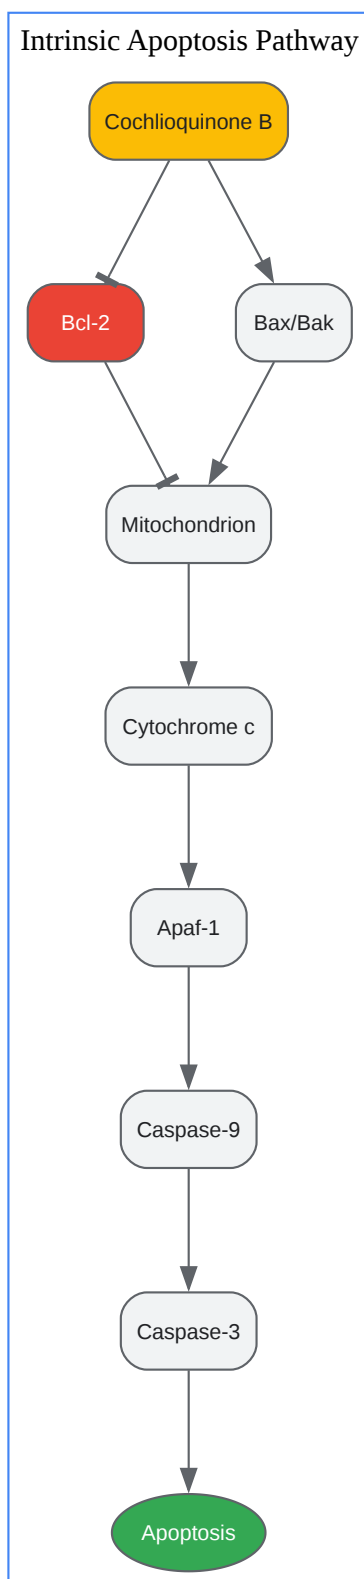 Intrinsic Apoptosis Pathway
Cochlioquinone B
Bcl-2
Bax/Bak
Mitochondrion
Cytochrome c
Apaf-1
Caspase-9
Caspase-3
Apoptosis